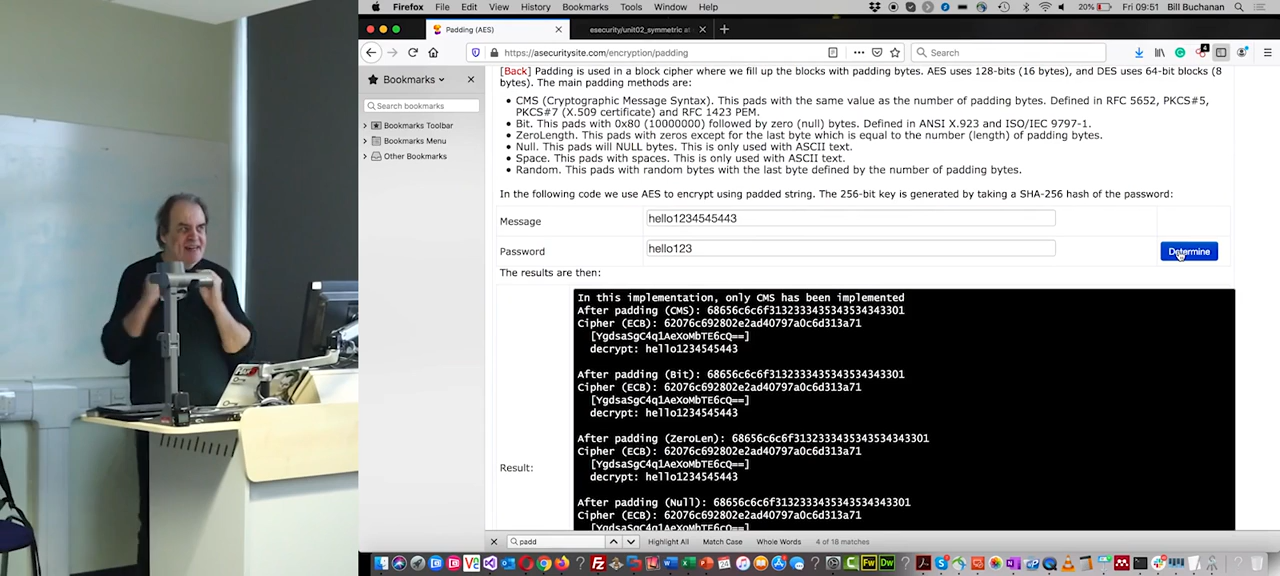 Firefox File Edit View History Bookmarks Tools Window Help 20% Fri 09:51 Bill Buchanan
Padding (AES) esecurity/unit02_symmetric at
https://asecuritysite.com/encryption/padding Search
Bookmarks
Search bookmarks
Bookmarks Toolbar
Bookmarks Menu
Other Bookmarks
[Back] Padding is used in a block cipher where we fill up the blocks with padding bytes. AES uses 128-bits (16 bytes), and DES uses 64-bit blocks (8
bytes). The main padding methods are:
• CMS (Cryptographic Message Syntax). This pads with the same value as the number of padding bytes. Defined in RFC 5652, PKCS#5,
PKCS#7 (X.509 certificate) and RFC 1423 PEM.
• Bit. This pads with 0x80 (10000000) followed by zero (null) bytes. Defined in ANSI X.923 and ISO/IEC 9797-1.
• ZeroLength. This pads with zeros except for the last byte which is equal to the number (length) of padding bytes.
• Null. This pads will NULL bytes. This is only used with ASCII text.
• Space. This pads with spaces. This is only used with ASCII text.
• Random. This pads with random bytes with the last byte defined by the number of padding bytes.
In the following code we use AES to encrypt using padded string. The 256-bit key is generated by taking a SHA-256 hash of the password:
Message hello1234545443
Password hello123 Determine
The results are then:
In this implementation, only CMS has been implemented
After padding (CMS): 68656c6c6f3132333435343534343301
Cipher (ECB): 62076c692802e2ad40797a0c6d313a71
[YgdsaSgC4q1AeXoMbTE6cQ==]
decrypt: hello1234545443
After padding (Bit): 68656c6c6f3132333435343534343301
Cipher (ECB): 62076c692802e2ad40797a0c6d313a71
[YgdsaSgC4q1AeXoMbTE6cQ==]
decrypt: hello1234545443
After padding (ZeroLen): 68656c6c6f3132333435343534343301
Cipher (ECB): 62076c692802e2ad40797a0c6d313a71
Result:
[YgdsaSgC4q1AeXoMbTE6cQ==]
decrypt: hello1234545443
After padding (Null): 68656c6c6f3132333435343534343301
Cipher (ECB): 62076c692802e2ad40797a0c6d313a71
[YgdsaSgC4q1AeXoMbTE6cQ==]
padd Highlight All Match Case Whole Words 4 of 18 matches